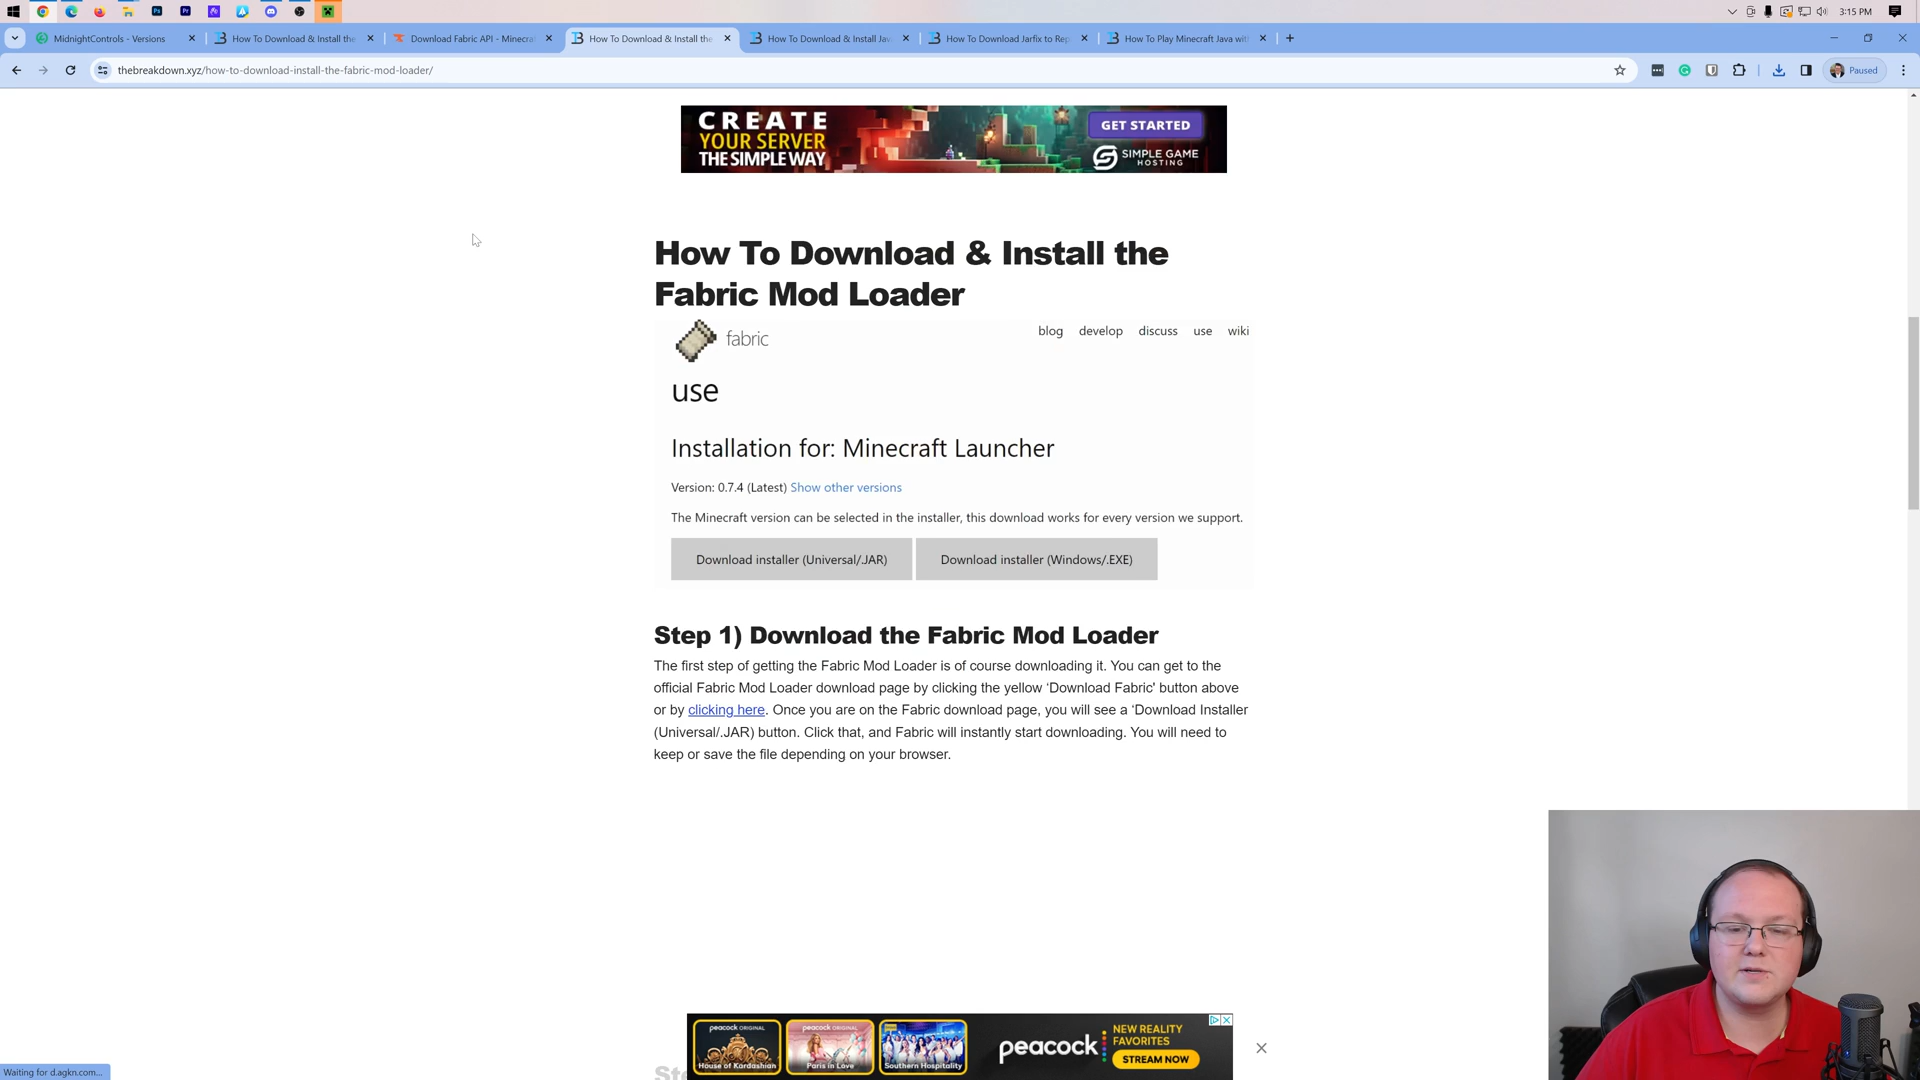 3:15 PM
MidnightControls - Versions
How To Download & Install the
Download Fabric API - Minecra
How To Download & Install the
How To Download & Install Jav
How To Download Jarfix to Rep
How To Play Minecraft Java wit
thebreakdown.xyz/how-to-download-install-the-fabric-mod-loader/
Paused
CREATE
YOUR SERVER
THE SIMPLE WAY
GET STARTED
SIMPLE GAME
HOSTING
How To Download & Install the
Fabric Mod Loader
fabric
blog develop discuss use wiki
use
Installation for: Minecraft Launcher
Version: 0.7.4 (Latest) Show other versions
The Minecraft version can be selected in the installer, this download works for every version we support.
Download installer (Universal/.JAR)
Download installer (Windows/.EXE)
Step 1) Download the Fabric Mod Loader
The first step of getting the Fabric Mod Loader is of course downloading it. You can get to the
official Fabric Mod Loader download page by clicking the yellow ‘Download Fabric' button above
or by clicking here. Once you are on the Fabric download page, you will see a ‘Download Installer
(Universal/.JAR) button. Click that, and Fabric will instantly start downloading. You will need to
keep or save the file depending on your browser.
peacock ORIGINAL
House of Kardashian
peacock ORIGINAL
Paris in Love
Southern Hospitality
peacock
NEW REALITY
FAVORITES
STREAM NOW
Waiting for d.agkn.com...